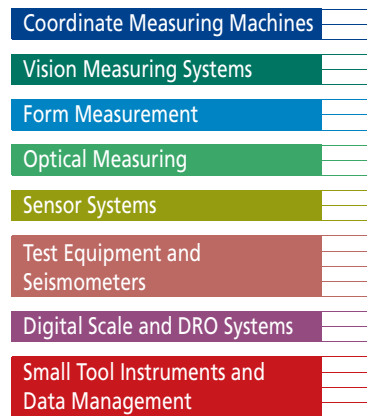 Coordinate Measuring Machines
Vision Measuring Systems
Form Measurement
Optical Measuring
Sensor Systems
Test Equipment and
Seismometers
Digital Scale and DRO Systems
Small Tool Instruments and
Data Management